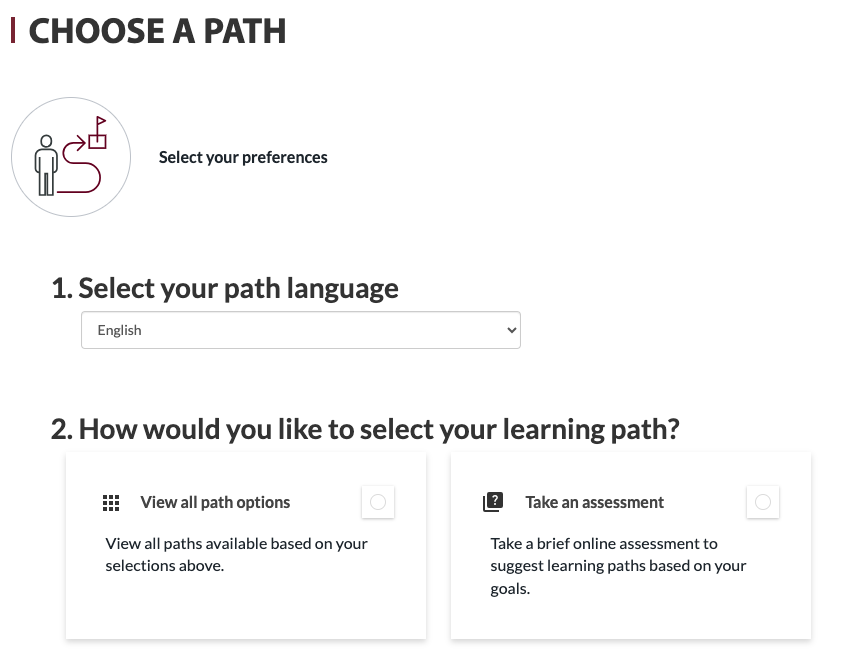 CHOOSE A PATH
Select your preferences
1. Select your path language
English
2. How would you like to select your learning path?
View all path options
View all paths available based on your
selections above.
?
Take an assessment
Take a brief online assessment to
suggest learning paths based on your
goals.